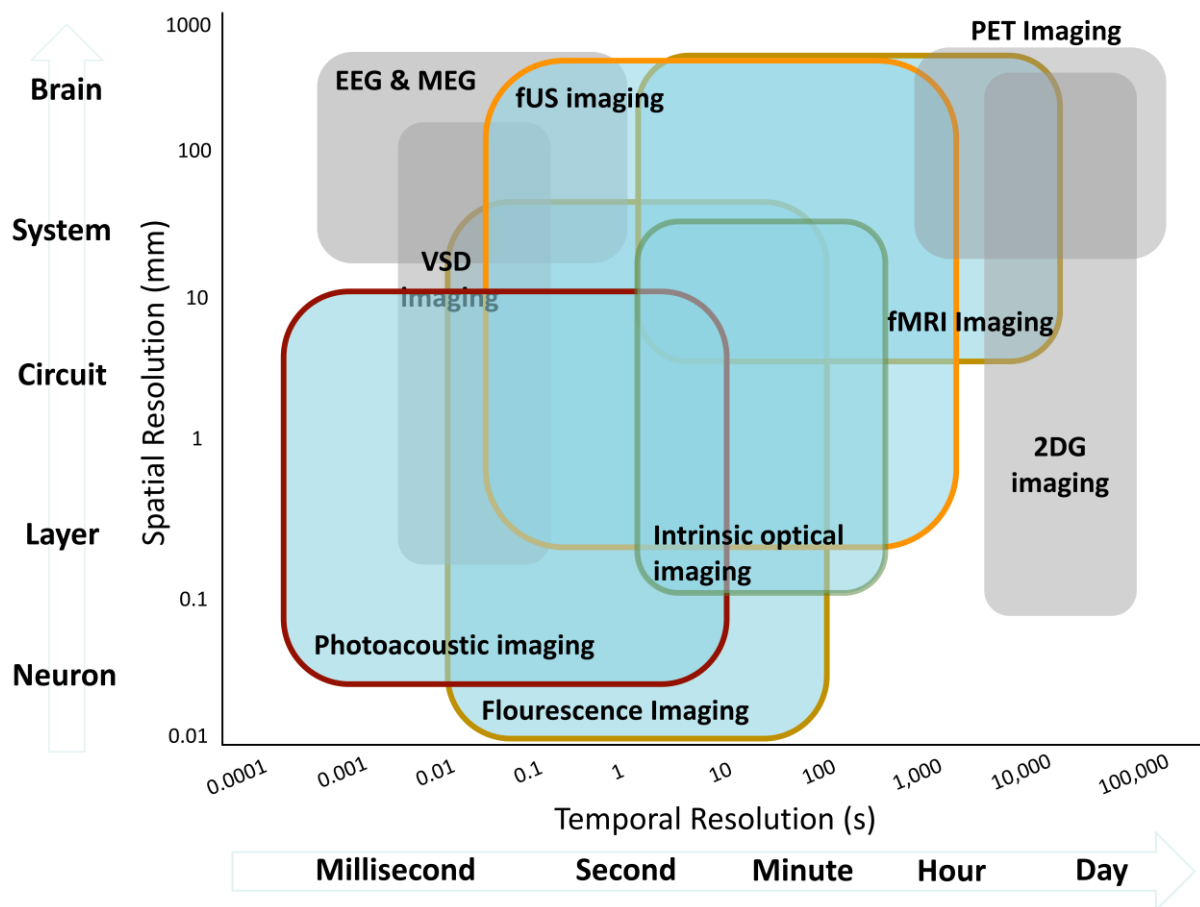 1000
PET Imaging
Brain
EEG & MEG
fUS imaging
100
System
VSD
imaging
10
fMRI Imaging
Circuit
Spatial Resolution (mm)
1
2DG
imaging
Layer
Intrinsic optical
imaging
0.1
Photoacoustic imaging
Neuron
Flourescence Imaging
0.01
0.0001
0.001
0.01
0.1
1
10
100
1,000
10,000
100,000
Temporal Resolution (s)
Millisecond
Second
Minute
Hour
Day